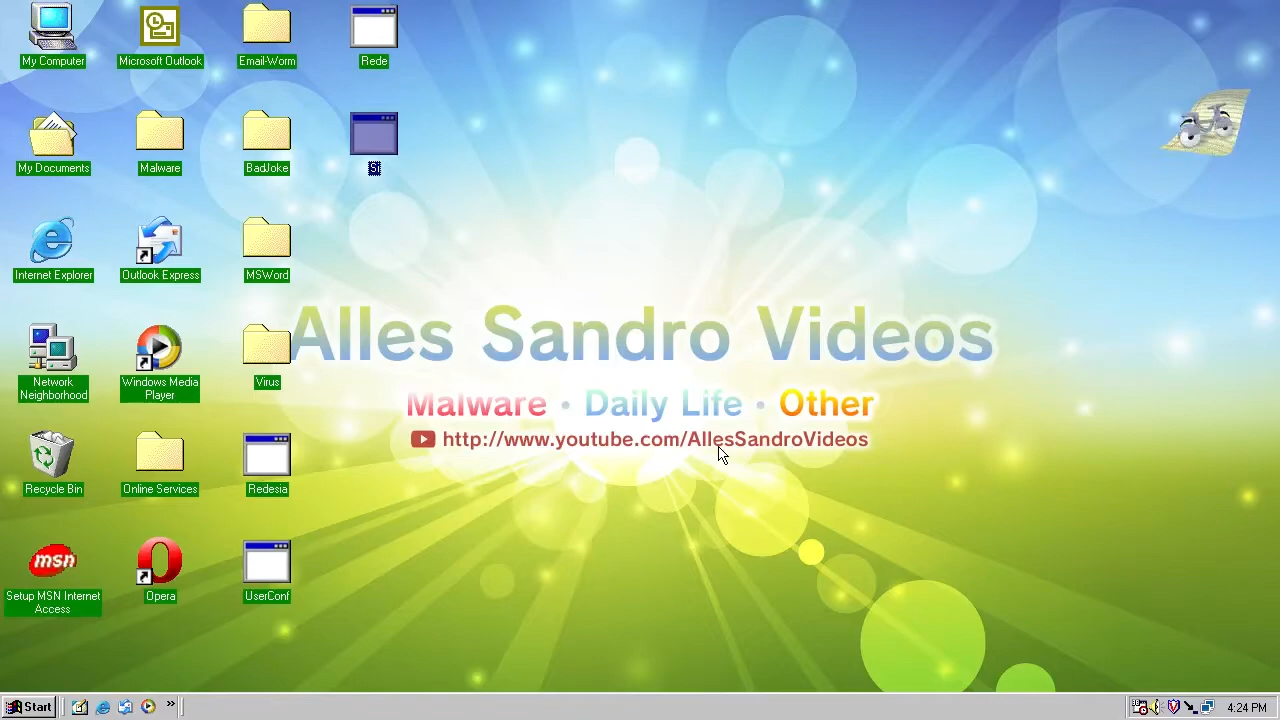 My Computer
Microsoft Outlook
Email-Worm
Rede
My Documents
Malware
BadJoke
Si
Internet Explorer
Outlook Express
MSWord
Network
Neighborhood
Windows Media
Player
Virus
Recycle Bin
Online Services
Redesia
msn
Setup MSN Internet
Access
Opera
UserConf
Alles Sandro Videos
Malware • Daily Life • Other
http://www.youtube.com/AllesSandroVideos
Start
»
4:24 PM